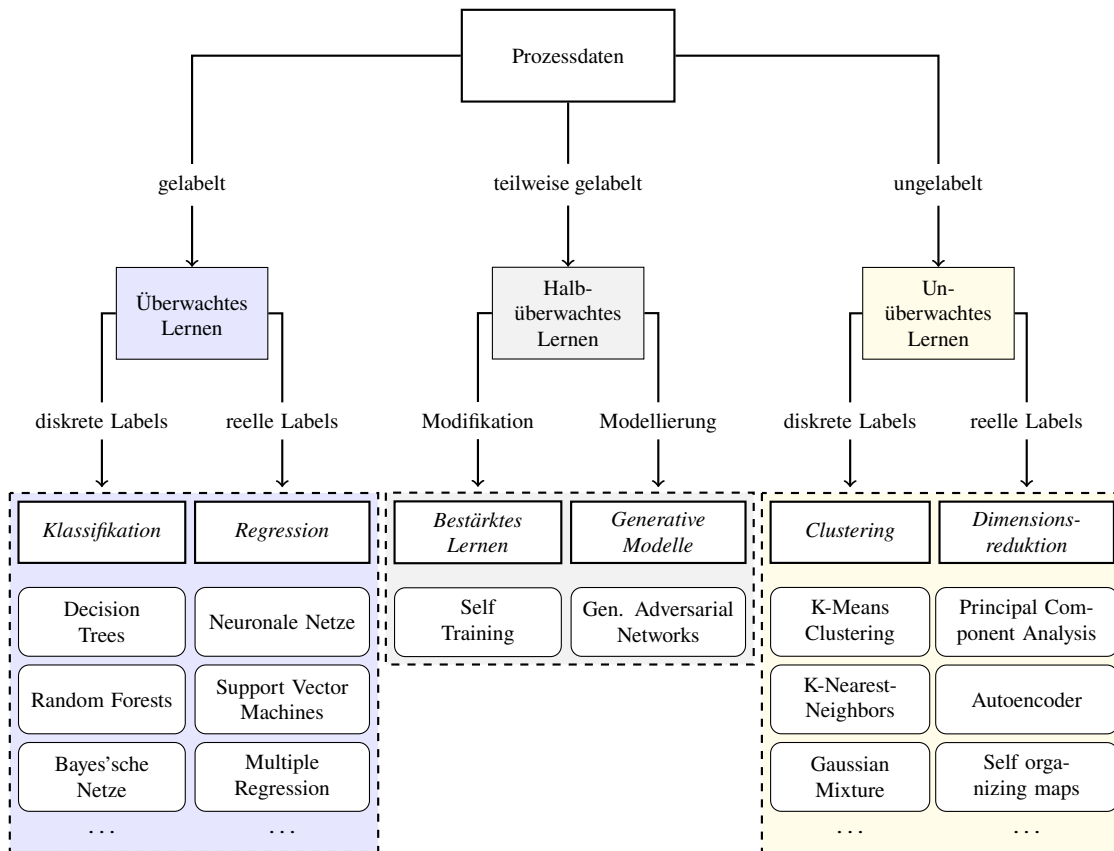 Prozessdaten
gelabelt
teilweise gelabelt
ungelabelt
Überwachtes
Lernen
Halb-
überwachtes
Lernen
Un-
überwachtes
Lernen
diskrete Labels
reelle Labels
Modifikation
Modellierung
diskrete Labels
reelle Labels
Klassifikation
Regression
Bestärktes
Lernen
Generative
Modelle
Clustering
Dimensions-
reduktion
Decision
Trees
Neuronale Netze
Self
Training
Gen. Adversarial
Networks
K-Means
Clustering
Principal Com-
ponent Analysis
Random Forests
Support Vector
Machines
K-Nearest-
Neighbors
Autoencoder
Bayes'sche
Netze
Multiple
Regression
Gaussian
Mixture
Self orga-
nizing maps
. . .
. . .
. . .
. . .